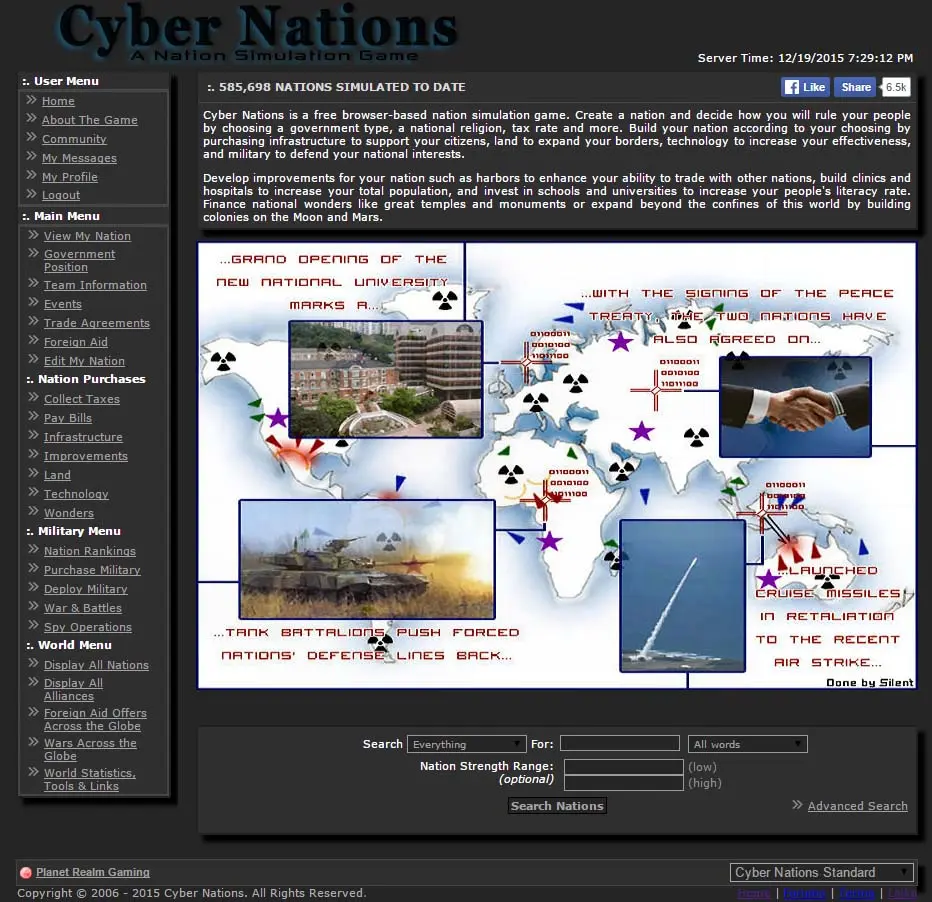 Cyber Nations
A Nation Simulation Game
Server Time: 12/19/2015 7:29:12 PM
:. User Menu
Home
About The Game
Community
My Messages
My Profile
Logout
:. Main Menu
View My Nation
Government
Position
Team Information
Events
Trade Agreements
Foreign Aid
Edit My Nation
:. Nation Purchases
Collect Taxes
Pay Bills
Infrastructure
Improvements
Land
Technology
Wonders
:. Military Menu
Nation Rankings
Purchase Military
Deploy Military
War & Battles
Spy Operations
:. World Menu
Display All Nations
Display All
Alliances
Foreign Aid Offers
Across the Globe
Wars Across the
Globe
World Statistics,
Tools & Links
:. 585,698 NATIONS SIMULATED TO DATE
Like
Share
6.5k
Cyber Nations is a free browser-based nation simulation game. Create a nation and decide how you will rule your people
by choosing a government type, a national religion, tax rate and more. Build your nation according to your choosing by
purchasing infrastructure to support your citizens, land to expand your borders, technology to increase your effectiveness,
and military to defend your national interests.
Develop improvements for your nation such as harbors to enhance your ability to trade with other nations, build clinics and
hospitals to increase your total population, and invest in schools and universities to increase your people's literacy rate.
Finance national wonders like great temples and monuments or expand beyond the confines of this world by building
colonies on the Moon and Mars.
...GRAND OPENING OF THE
NEW NATIONAL UNIVERSITY
MARKS A...
...WITH THE SIGNING OF THE PEACE
TREATY, THE TWO NATIONS HAVE
ALSO AGREED ON...
01100011
0010100
11011100
01100011
0010100
11011100
01100011
0010100
11011100
01100011
0010100
11011100
...TANK BATTALIONS PUSH FORCED
NATIONS' DEFENSE LINES BACK...
...LAUNCHED
CRUISE MISSILES
IN RETALIATION
TO THE RECENT
AIR STRIKE...
Done by Silent
Search Everything For: All words
Nation Strength Range: (low)
(optional) (high)
Search Nations
Advanced Search
Planet Realm Gaming
Cyber Nations Standard
Copyright © 2006 - 2015 Cyber Nations. All Rights Reserved.
Home | | |